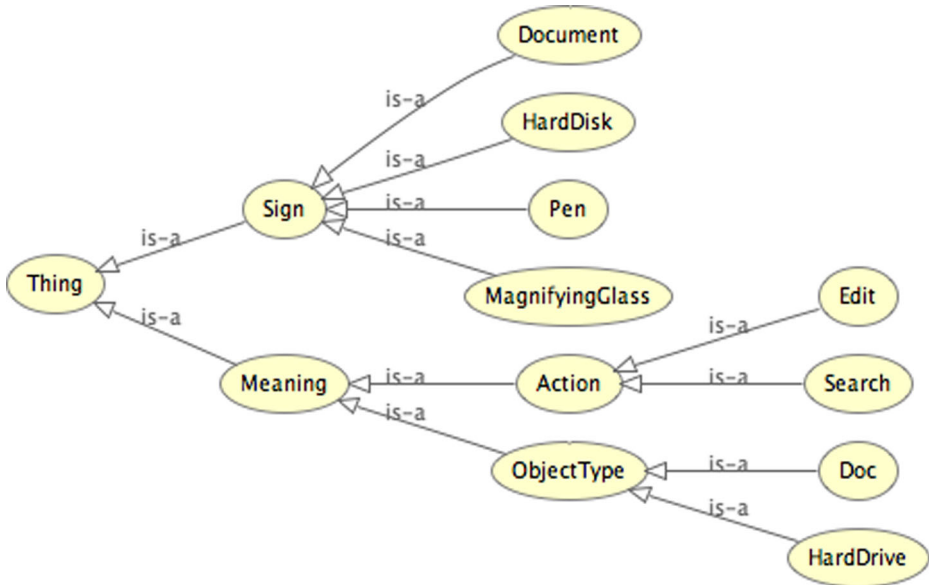 Document
is-a
HardDisk
is-a
Sign
is-a
Pen
is-a
is-a
Thing
MagnifyingGlass
Edit
is-a
is-a
Meaning
is-a
Action
is-a
Search
is-a
ObjectType
is-a
Doc
is-a
HardDrive